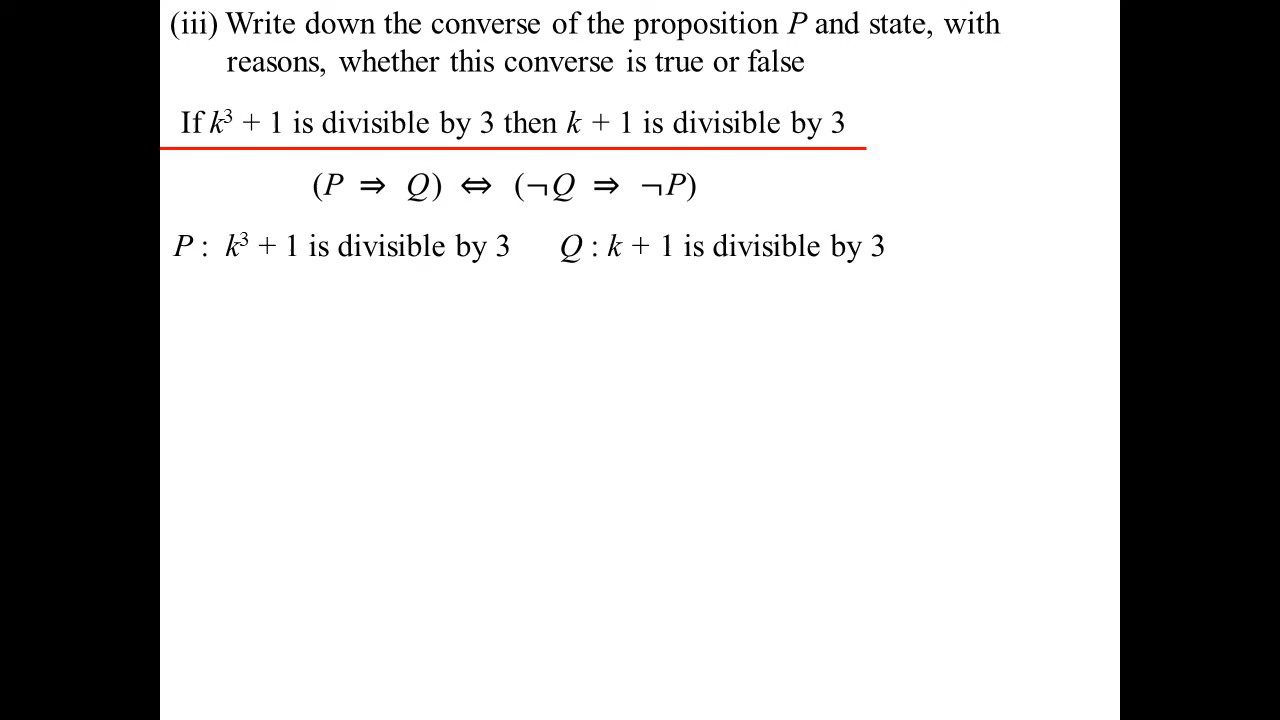 (iii) Write down the converse of the proposition P and state, with
reasons, whether this converse is true or false
If k³ + 1 is divisible by 3 then k + 1 is divisible by 3
(P ⇒ Q) ⇔ (¬Q ⇒ ¬P)
P : k³ + 1 is divisible by 3 Q : k + 1 is divisible by 3